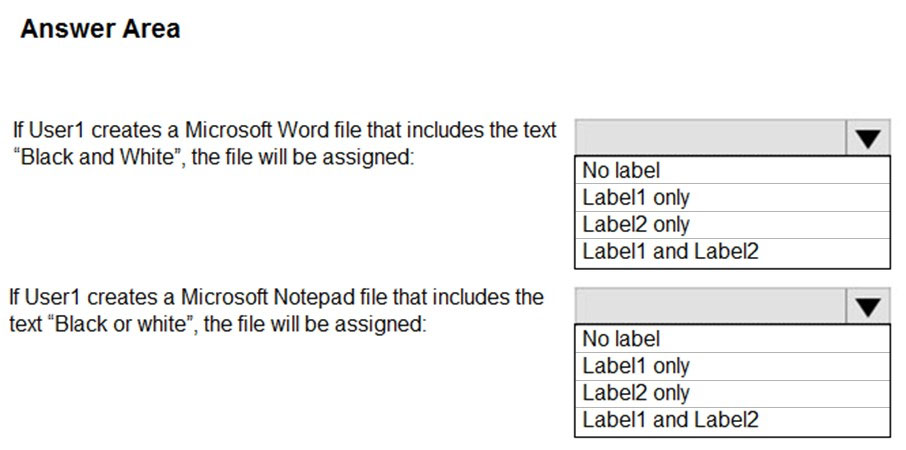 Answer Area
If User1 creates a Microsoft Word file that includes the text
“Black and White”, the file will be assigned:
No label
Label1 only
Label2 only
Label1 and Label2
If User1 creates a Microsoft Notepad file that includes the
text “Black or white”, the file will be assigned:
No label
Label1 only
Label2 only
Label1 and Label2